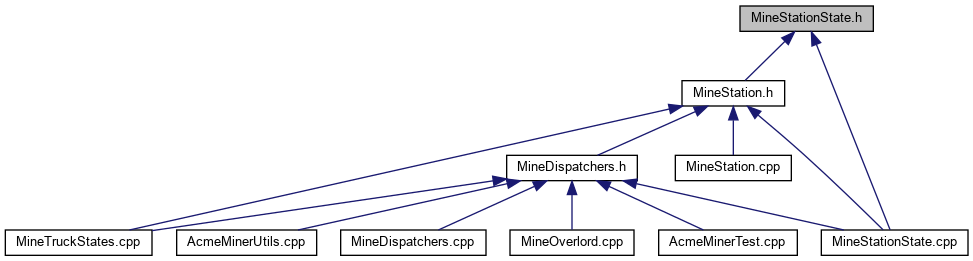 MineStationState.h
MineStation.h
MineDispatchers.h
MineStation.cpp
MineTruckStates.cpp
AcmeMinerUtils.cpp
MineDispatchers.cpp
MineOverlord.cpp
AcmeMinerTest.cpp
MineStationState.cpp